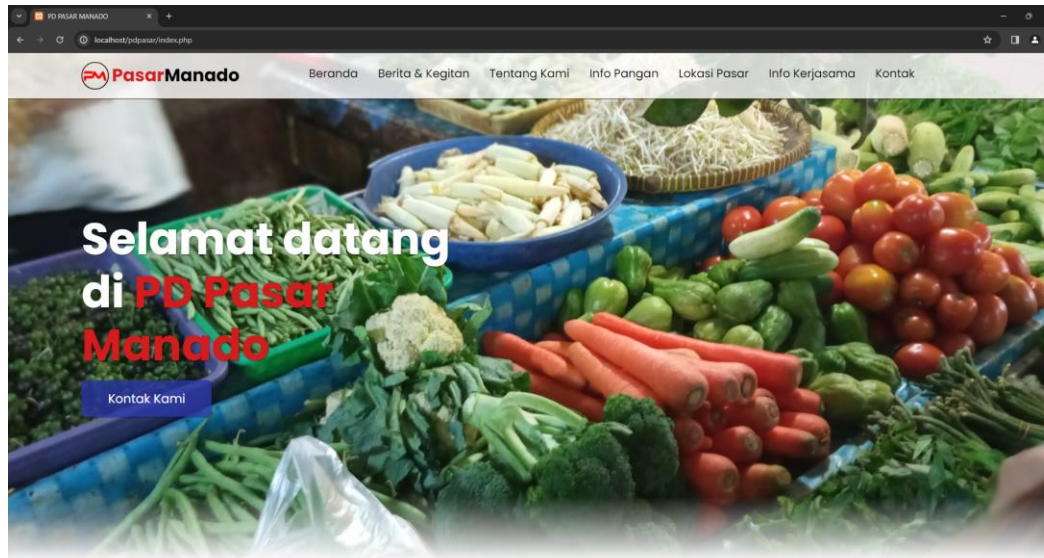 PD PASAR MANADO
localhost/pdpasar/index.php
PM PasarManado
Beranda Berita & Kegitan Tentang Kami Info Pangan Lokasi Pasar Info Kerjasama Kontak
Selamat datang
di PD Pasar
Manado
Kontak Kami